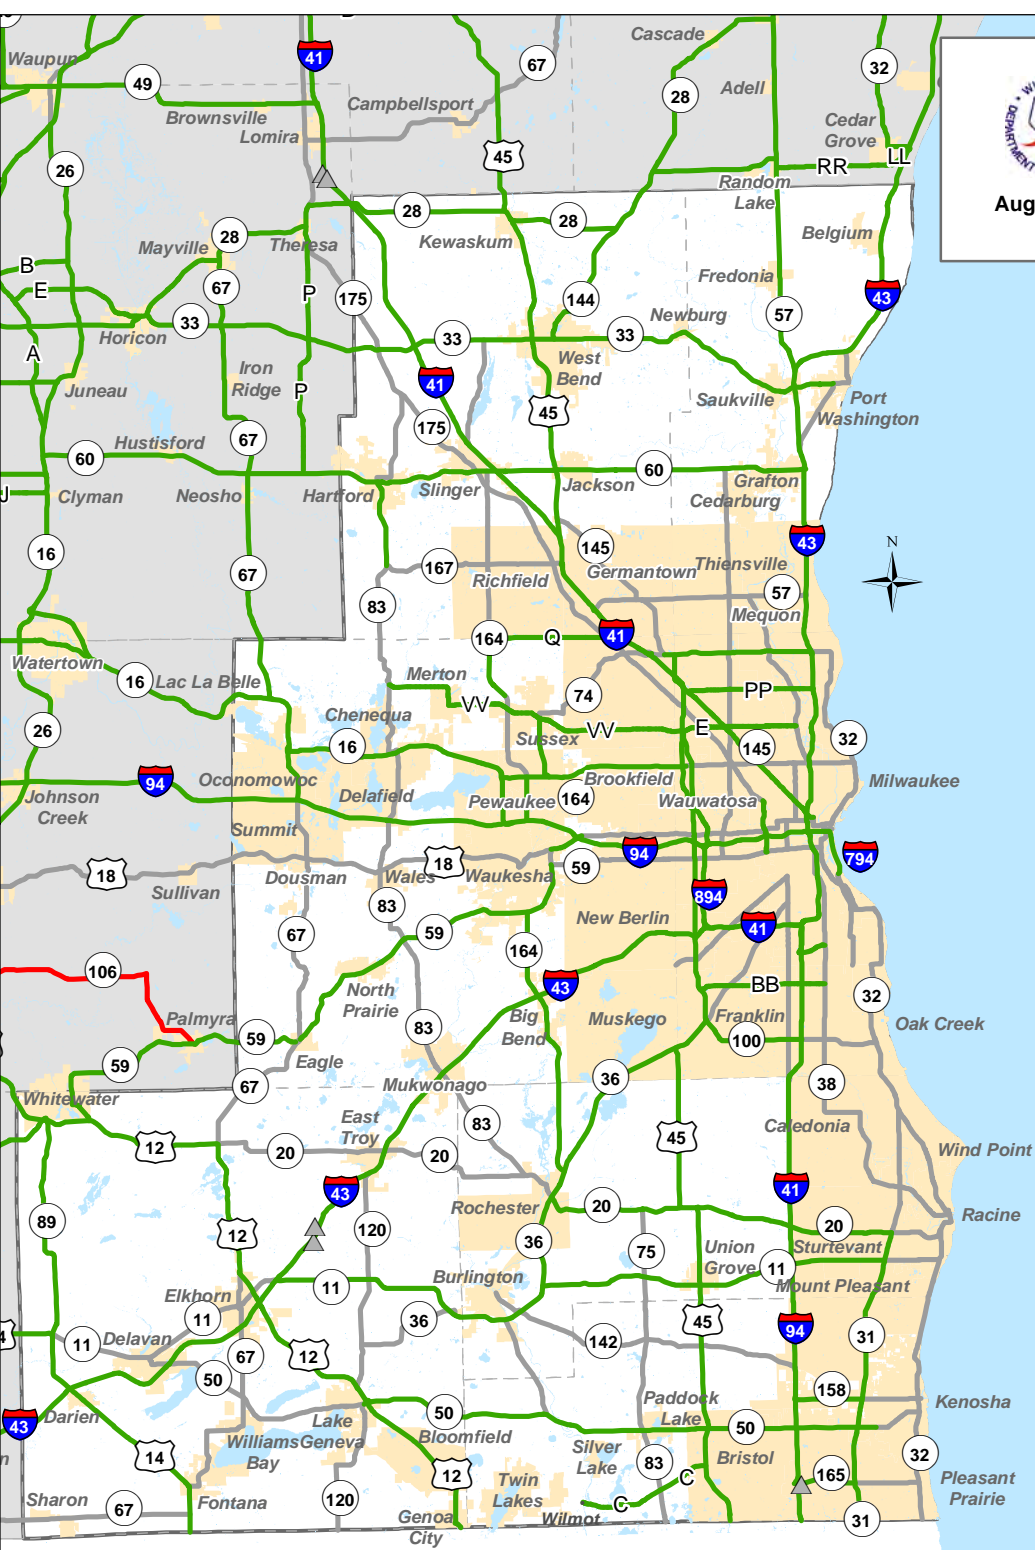 41
Cascade
67
32
Waupun
49
28
Adell
Brownsville
Campbellsport
Lomira
Cedar
Grove
45
LL
RR
26
Random
Lake
Aug
DEPARTMENT
28
28
28
Mayville
Theresa
Kewaskum
Belgium
B
E
67
P
175
144
Fredonia
43
57
33
Horicon
33
33
Newburg
A
Iron
Ridge
West
Bend
41
Juneau
P
45
Saukville
Port
Washington
175
67
Hustisford
60
60
J
Clyman
Neosho
Hartford
Slinger
Jackson
Grafton
Cedarburg
16
43
N
145
67
167
Richfield
Germantown
Thiensville
57
83
Mequon
164
Q
41
Watertown
16
Lac La Belle
Merton
VV
74
PP
26
Chenequa
16
Sussex
VV
E
145
32
94
Oconomowoc
Brookfield
Milwaukee
Johnson
Creek
Delafield
Pewaukee
164
Wauwatosa
Summit
94
794
18
18
59
Sullivan
Dousman
Wales
Waukesha
894
83
67
59
New Berlin
41
164
106
43
BB
North
Prairie
32
Palmyra
83
Big
Bend
Muskego
Franklin
Oak Creek
59
59
Eagle
100
67
Mukwonago
36
38
Whitewater
East
Troy
83
45
Caledonia
12
20
20
Wind Point
43
41
89
12
120
Rochester
20
Racine
36
75
Union
Grove
20
Sturtevant
11
Mount Pleasant
11
Burlington
Elkhorn
11
36
45
94
31
4
11
Delavan
67
12
142
50
158
43
Darien
Lake
Geneva
50
Bloomfield
Paddock
Lake
50
Kenosha
14
Williams
Bay
12
Silver
Lake
83
Bristol
32
C
165
Pleasant
Prairie
Sharon
67
Fontana
120
Twin
Lakes
C
Wilmot
Genoa
City
31